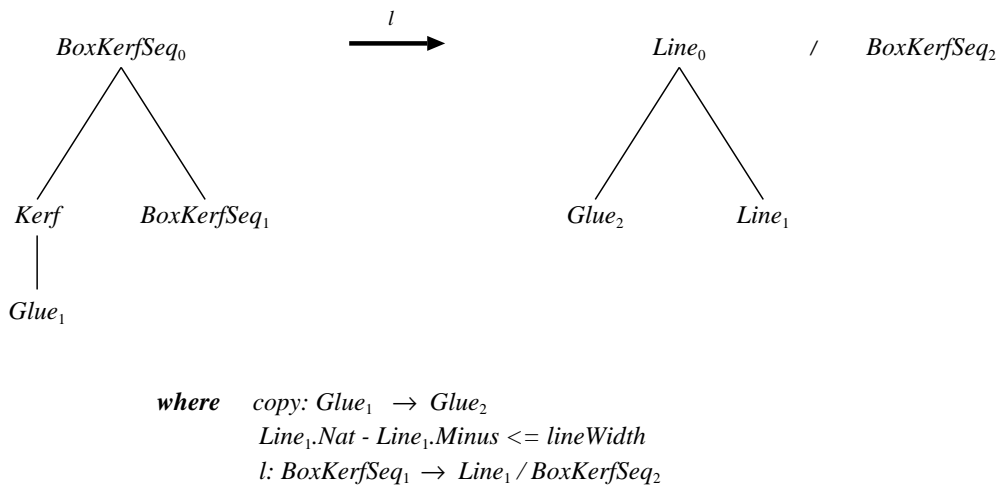 l
BoxKerfSeq₀ Line₀ / BoxKerfSeq₂
Kerf BoxKerfSeq₁ Glue₂ Line₁
Glue₁
where copy: Glue₁ → Glue₂
Line₁.Nat - Line₁.Minus <= lineWidth
l: BoxKerfSeq₁ → Line₁ / BoxKerfSeq₂